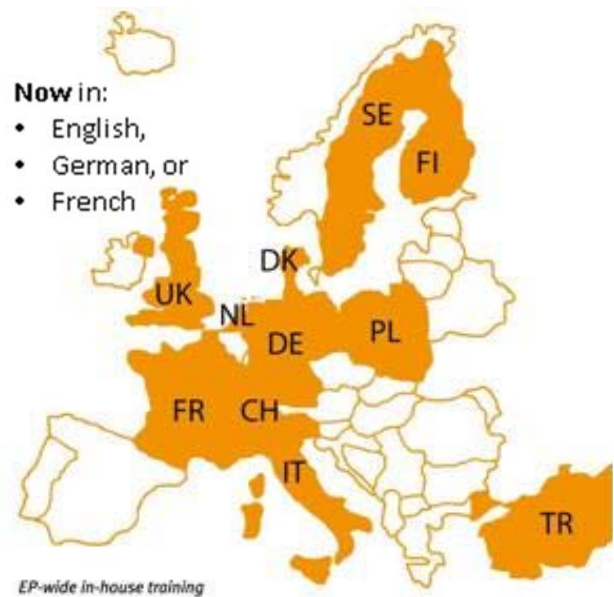 Now in:
• English,
• German, or
• French
SE
FI
DK
UK
NL
DE
PL
FR
CH
IT
TR
EP-wide in-house training